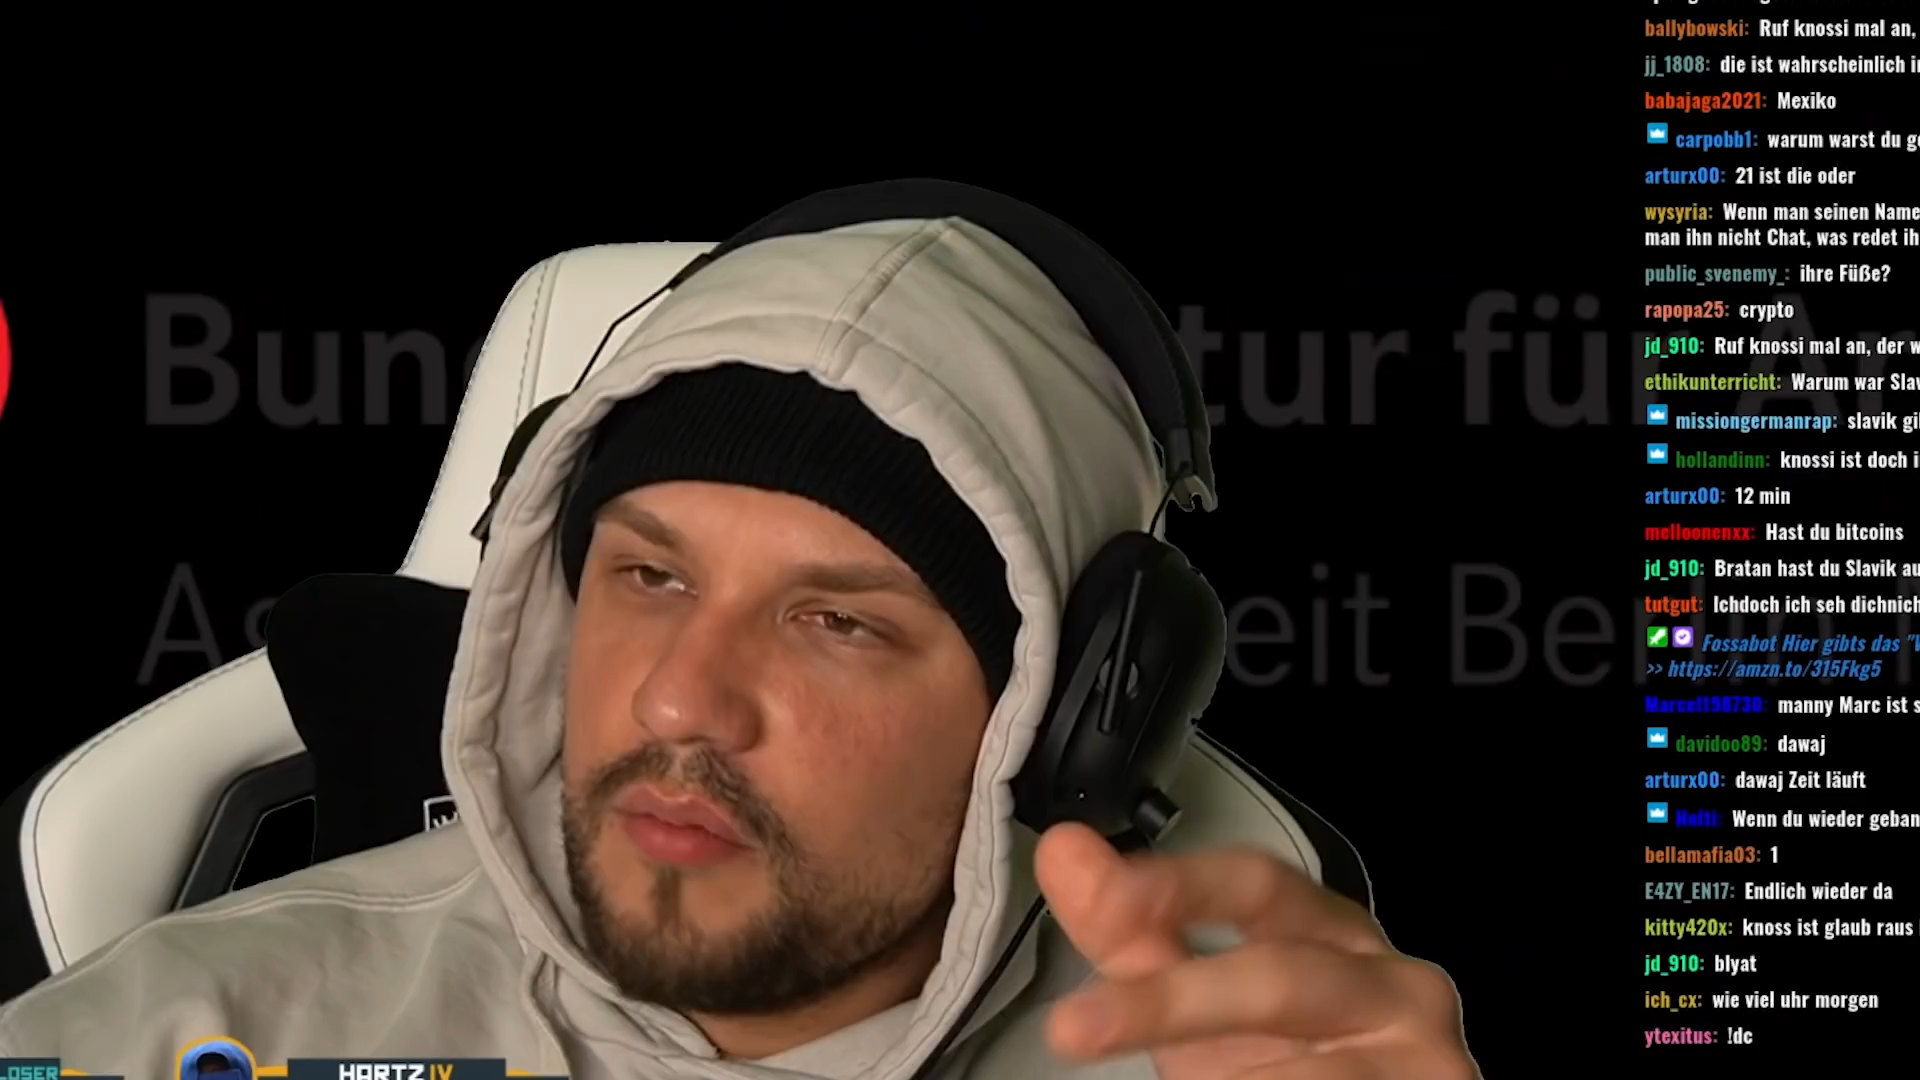 ballybowski: Ruf knossi mal an,
jj_1808: die ist wahrscheinlich
babajaga2021: Mexiko
carpobb1: warum warst du
arturx00: 21 ist die oder
wysyria: Wenn man seinen Name
man ihn nicht Chat, was redet ih
public_svenemy_: ihre Füße?
rapopa25: crypto
jd_910: Ruf knossi mal an, der w
ethikunterricht: Warum war Slav
missiongermanrap: slavik gi
hollandinn: knossi ist doch i
arturx00: 12 min
melloonenxx: Hast du bitcoins
jd_910: Bratan hast du Slavik au
tutgut: Ichdoch ich seh dichnich
Fossabot Hier gibts das "V
>> https://amzn.to/315Fkg5
Marcel198730: manny Marc ist s
davidoo89: dawaj
arturx00: dawaj Zeit läuft
Wenn du wieder geban
bellamafia03: 1
E4ZY_EN17: Endlich wieder da
kitty420x: knoss ist glaub raus
jd_910: blyat
ich_cx: wie viel uhr morgen
ytexitus: !dc
Bun tur für Ar
As eit Berlin
LOSER
HARTZ IV